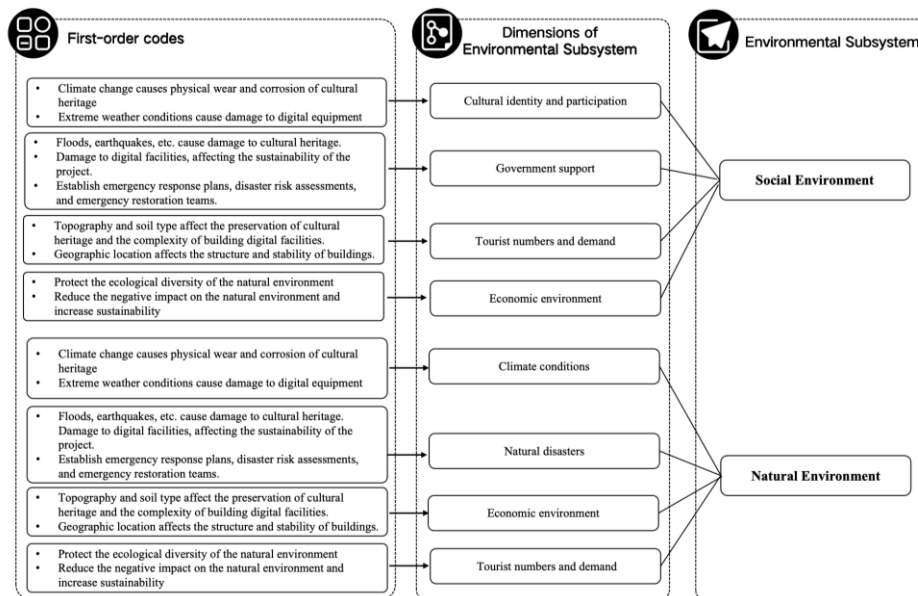 First-order codes
Dimensions of
Environmental Subsystem
Environmental Subsystem
• Climate change causes physical wear and corrosion of cultural
heritage
• Extreme weather conditions cause damage to digital equipment
Cultural identity and participation
• Floods, earthquakes, etc. cause damage to cultural heritage.
• Damage to digital facilities, affecting the sustainability of the
project.
• Establish emergency response plans, disaster risk assessments,
and emergency restoration teams.
Government support
Social Environment
• Topography and soil type affect the preservation of cultural
heritage and the complexity of building digital facilities.
• Geographic location affects the structure and stability of buildings.
Tourist numbers and demand
• Protect the ecological diversity of the natural environment
• Reduce the negative impact on the natural environment and
increase sustainability
Economic environment
• Climate change causes physical wear and corrosion of cultural
heritage
• Extreme weather conditions cause damage to digital equipment
Climate conditions
• Floods, earthquakes, etc. cause damage to cultural heritage.
Damage to digital facilities, affecting the sustainability of the
project.
• Establish emergency response plans, disaster risk assessments,
and emergency restoration teams.
Natural disasters
Natural Environment
• Topography and soil type affect the preservation of cultural
heritage and the complexity of building digital facilities.
• Geographic location affects the structure and stability of buildings.
Economic environment
• Protect the ecological diversity of the natural environment
• Reduce the negative impact on the natural environment and
increase sustainability
Tourist numbers and demand